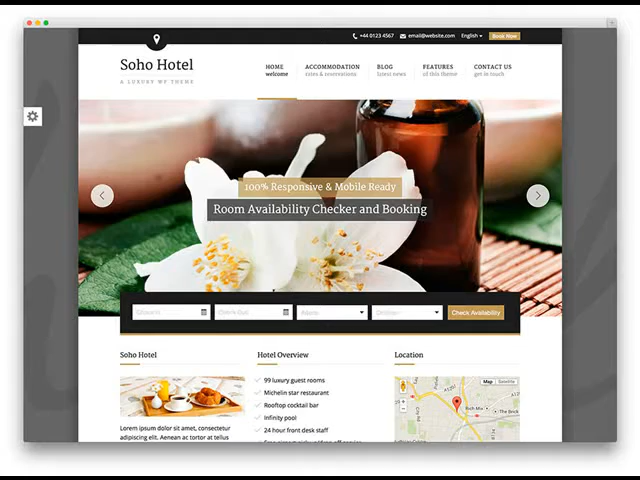 +44 0123 4567 email@website.com English Book Now
Soho Hotel
A LUXURY WP THEME
HOME
welcome
ACCOMMODATION
rates & reservations
BLOG
latest news
FEATURES
of this theme
CONTACT US
get in touch
100% Responsive & Mobile Ready
Room Availability Checker and Booking
Check Availability
Soho Hotel
Lorem ipsum dolor sit amet, consectetur
adipiscing elit. Aenean ac tortor at tellus
Hotel Overview
99 luxury guest rooms
Michelin star restaurant
Rooftop cocktail bar
Infinity pool
24 hour front desk staff
Location
Map Satellite
Rich Mix
The Brick